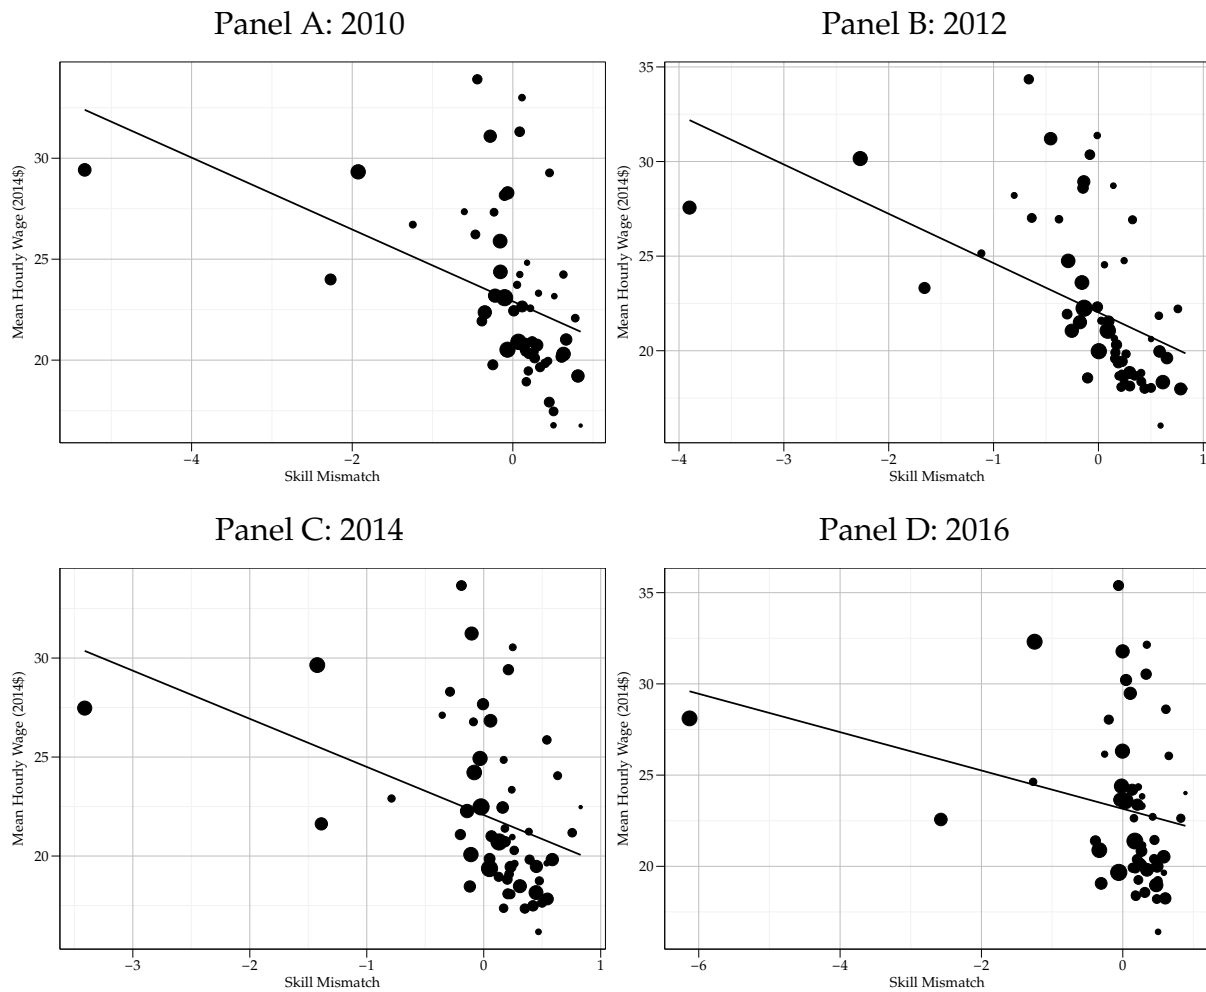 Panel A: 2010
Mean Hourly Wage (2014$)
30
25
20
−4
−2
0
Skill Mismatch
Panel B: 2012
Mean Hourly Wage (2014$)
35
30
25
20
−4
−3
−2
−1
0
1
Skill Mismatch
Panel C: 2014
Mean Hourly Wage (2014$)
30
25
20
−3
−2
−1
0
1
Skill Mismatch
Panel D: 2016
Mean Hourly Wage (2014$)
35
30
25
20
−6
−4
−2
0
Skill Mismatch